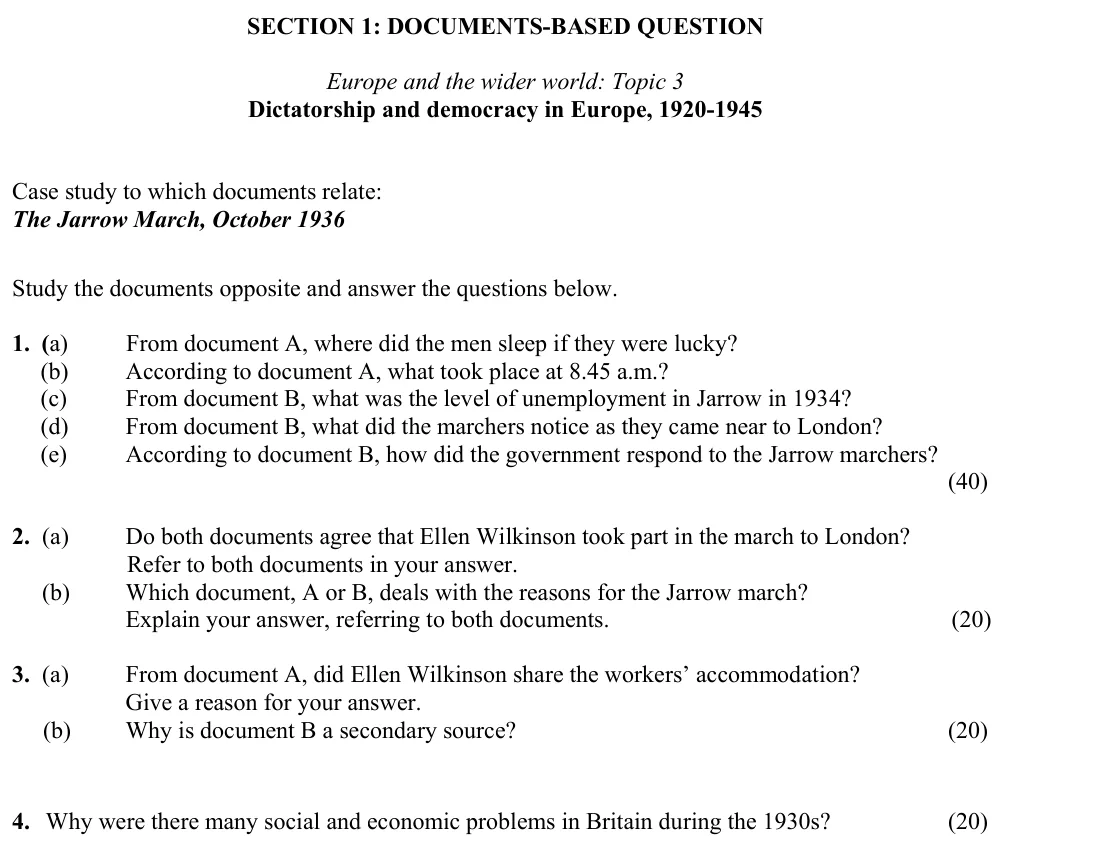 SECTION 1: DOCUMENTS-BASED QUESTION
Europe and the wider world: Topic 3
Dictatorship and democracy in Europe, 1920-1945
Case study to which documents relate:
The Jarrow March, October 1936
Study the documents opposite and answer the questions below.
1. (a) From document A, where did the men sleep if they were lucky?
(b) According to document A, what took place at 8.45 a.m.?
(c) From document B, what was the level of unemployment in Jarrow in 1934?
(d) From document B, what did the marchers notice as they came near to London?
(e) According to document B, how did the government respond to the Jarrow marchers?
(40)
2. (a) Do both documents agree that Ellen Wilkinson took part in the march to London?
Refer to both documents in your answer.
(b) Which document, A or B, deals with the reasons for the Jarrow march?
Explain your answer, referring to both documents. (20)
3. (a) From document A, did Ellen Wilkinson share the workers’ accommodation?
Give a reason for your answer.
(b) Why is document B a secondary source? (20)
4. Why were there many social and economic problems in Britain during the 1930s? (20)